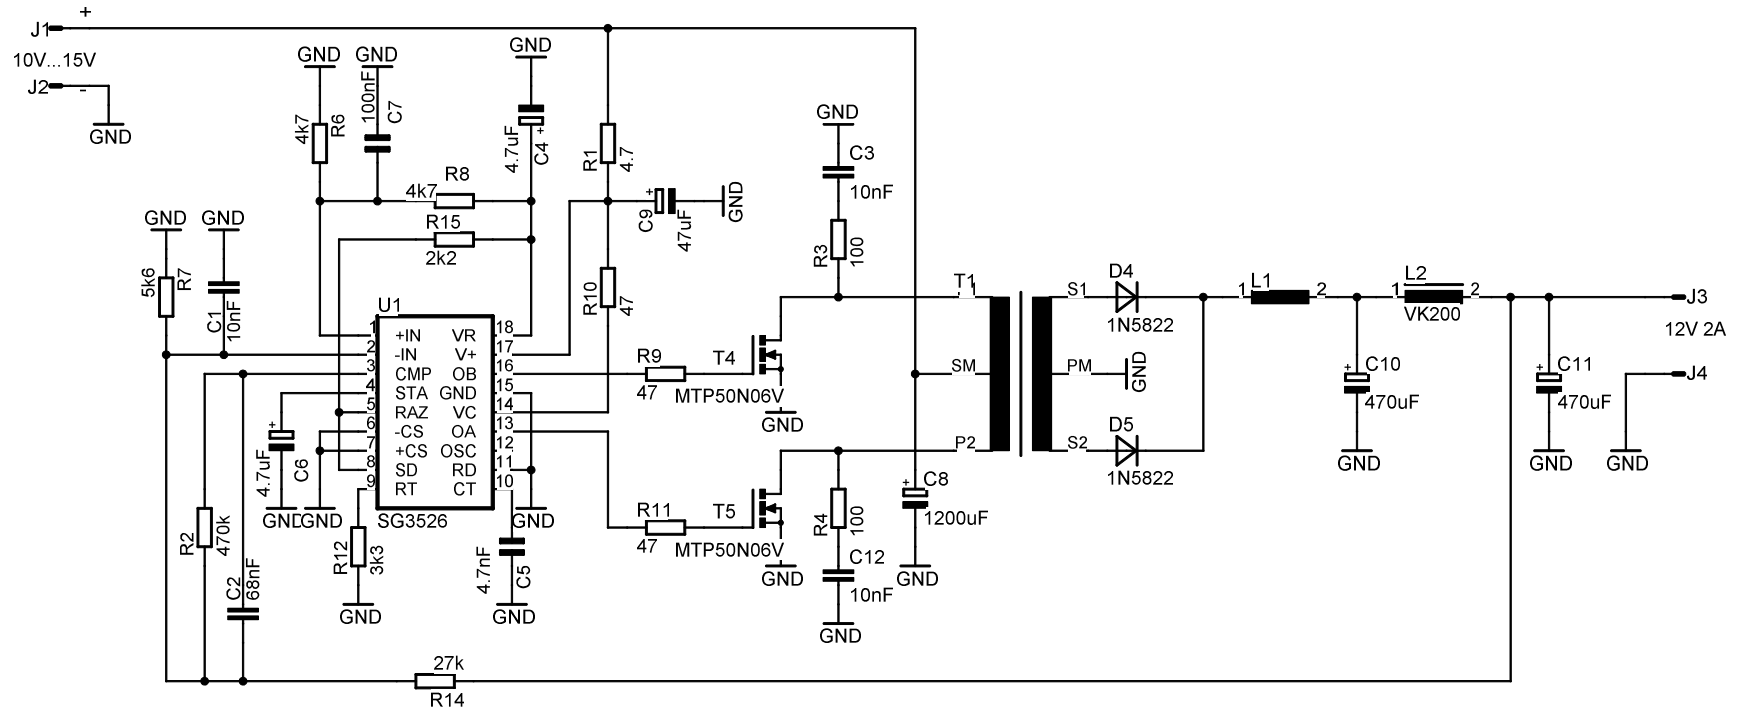 +
J1
10V...15V
J2
-
GND
GND
GND
GND
4k7
R6
100nF
C7
4.7uF
C4
+
R1
4.7
R8
4k7
R15
2k2
+
C9
47uF
GND
GND
C3
10nF
R3
100
GND
GND
5k6
R7
C1
10nF
R10
47
U1
1 +IN VR 18
2 -IN V+ 17
3 CMP OB 16
4 STA GND 15
5 RAZ VC 14
6 -CS OA 13
7 +CS OSC 12
8 SD RD 11
9 RT CT 10
SG3526
+
4.7uF
C6
GND
GND
GND
R12
3k3
GND
4.7nF
C5
GND
R2
470k
C2
68nF
27k
R14
R9
47
T4
MTP50N06V
GND
R11
47
T5
MTP50N06V
GND
R4
100
C12
10nF
GND
+
C8
1200uF
GND
T1
SM
P2
S1
PM
S2
GND
D4
1N5822
D5
1N5822
1 L1 2
L2
1 2
VK200
+
C10
470uF
GND
+
C11
470uF
GND
J3
12V 2A
J4
GND